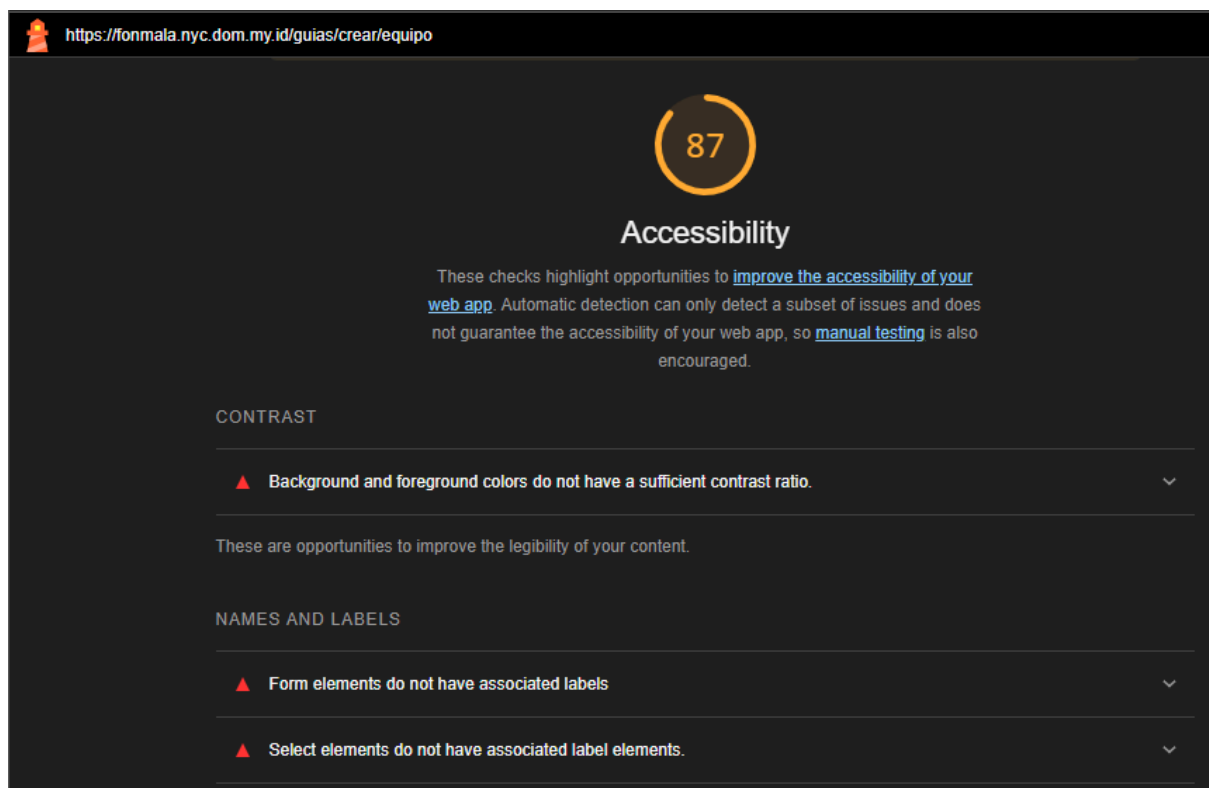 https://fonmala.nyc.dom.my.id/guias/crear/equipo
87
Accessibility
These checks highlight opportunities to improve the accessibility of your
web app. Automatic detection can only detect a subset of issues and does
not guarantee the accessibility of your web app, so manual testing is also
encouraged.
CONTRAST
Background and foreground colors do not have a sufficient contrast ratio.
These are opportunities to improve the legibility of your content.
NAMES AND LABELS
Form elements do not have associated labels
Select elements do not have associated label elements.